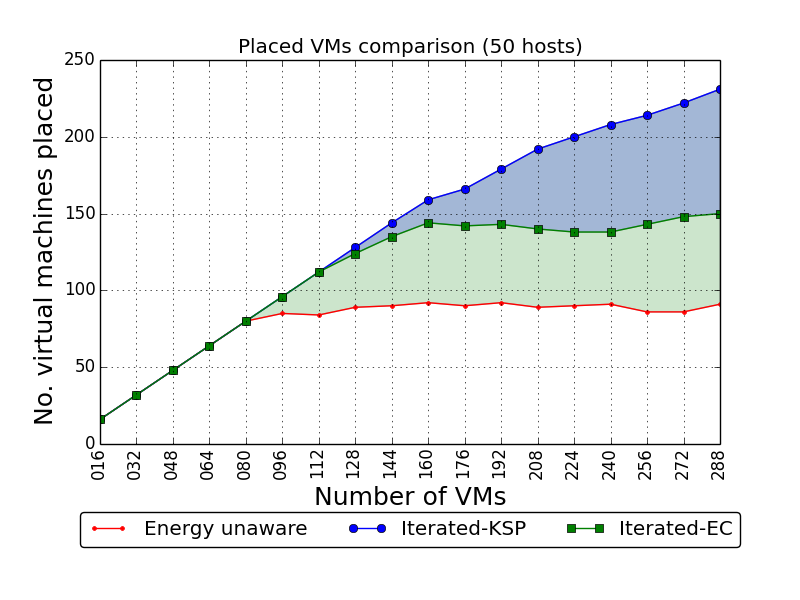 Placed VMs comparison (50 hosts)
250
200
150
100
50
0
No. virtual machines placed
016 032 048 064 080 096 112 128 144 160 176 192 208 224 240 256 272 288
Number of VMs
Energy unaware Iterated-KSP Iterated-EC